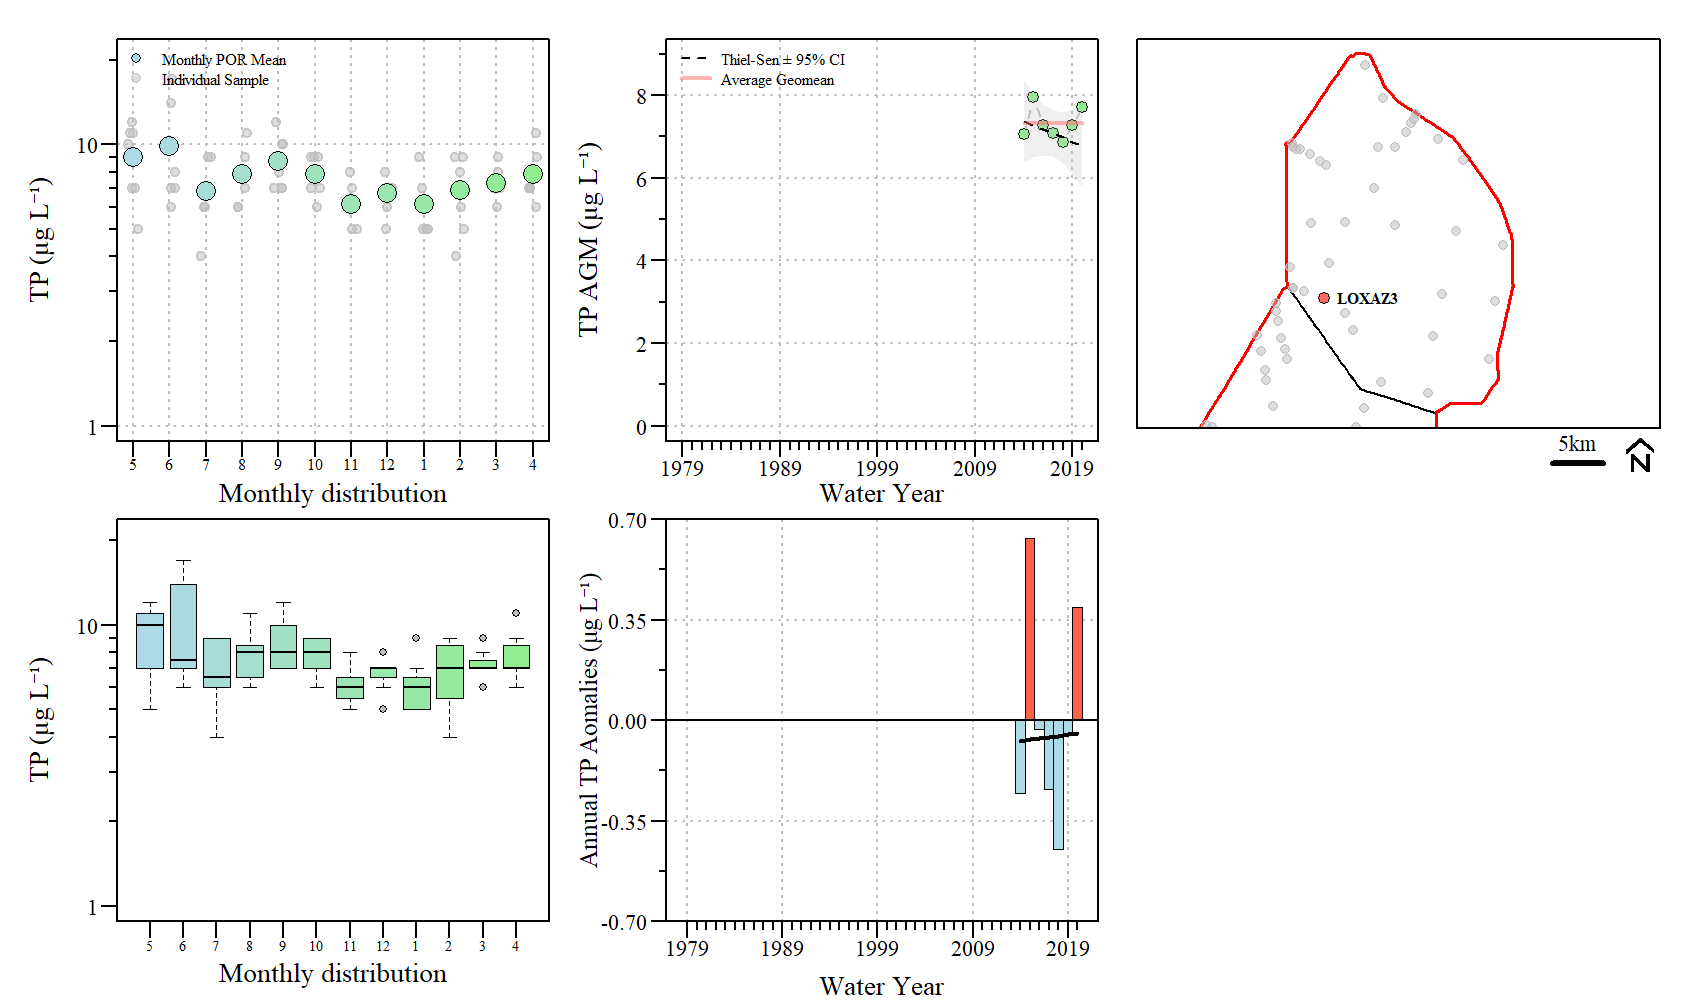 Monthly POR Mean
Individual Sample
10
1
TP (µg L⁻¹)
5 6 7 8 9 10 11 12 1 2 3 4
Monthly distribution
Thiel-Sen ± 95% CI
Average Geomean
8
6
4
2
0
TP AGM (µg L⁻¹)
1979 1989 1999 2009 2019
Water Year
LOXAZ3
5km
N
10
1
TP (µg L⁻¹)
5 6 7 8 9 10 11 12 1 2 3 4
Monthly distribution
0.70
0.35
0.00
-0.35
-0.70
Annual TP Aomalies (µg L⁻¹)
1979 1989 1999 2009 2019
Water Year